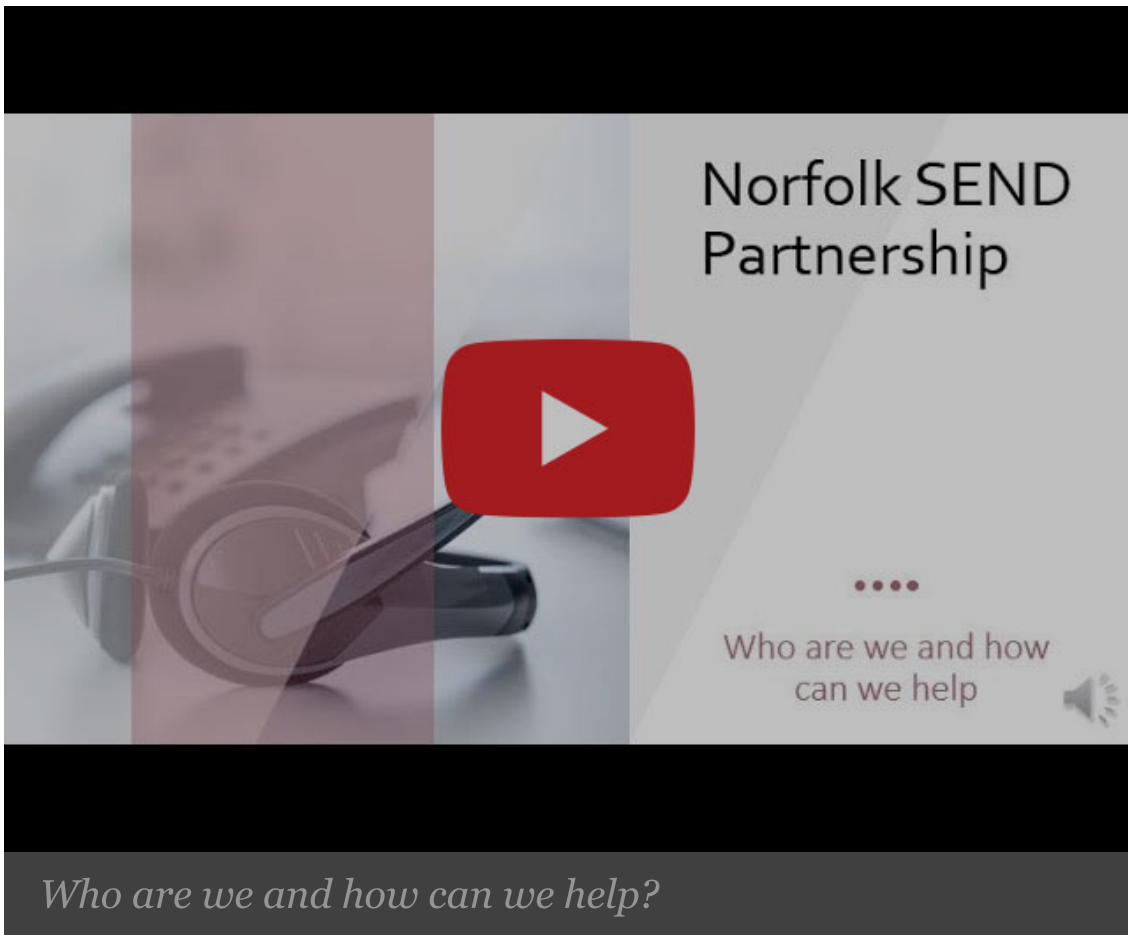 Norfolk SEND
Partnership
Who are we and how
can we help
Who are we and how can we help?